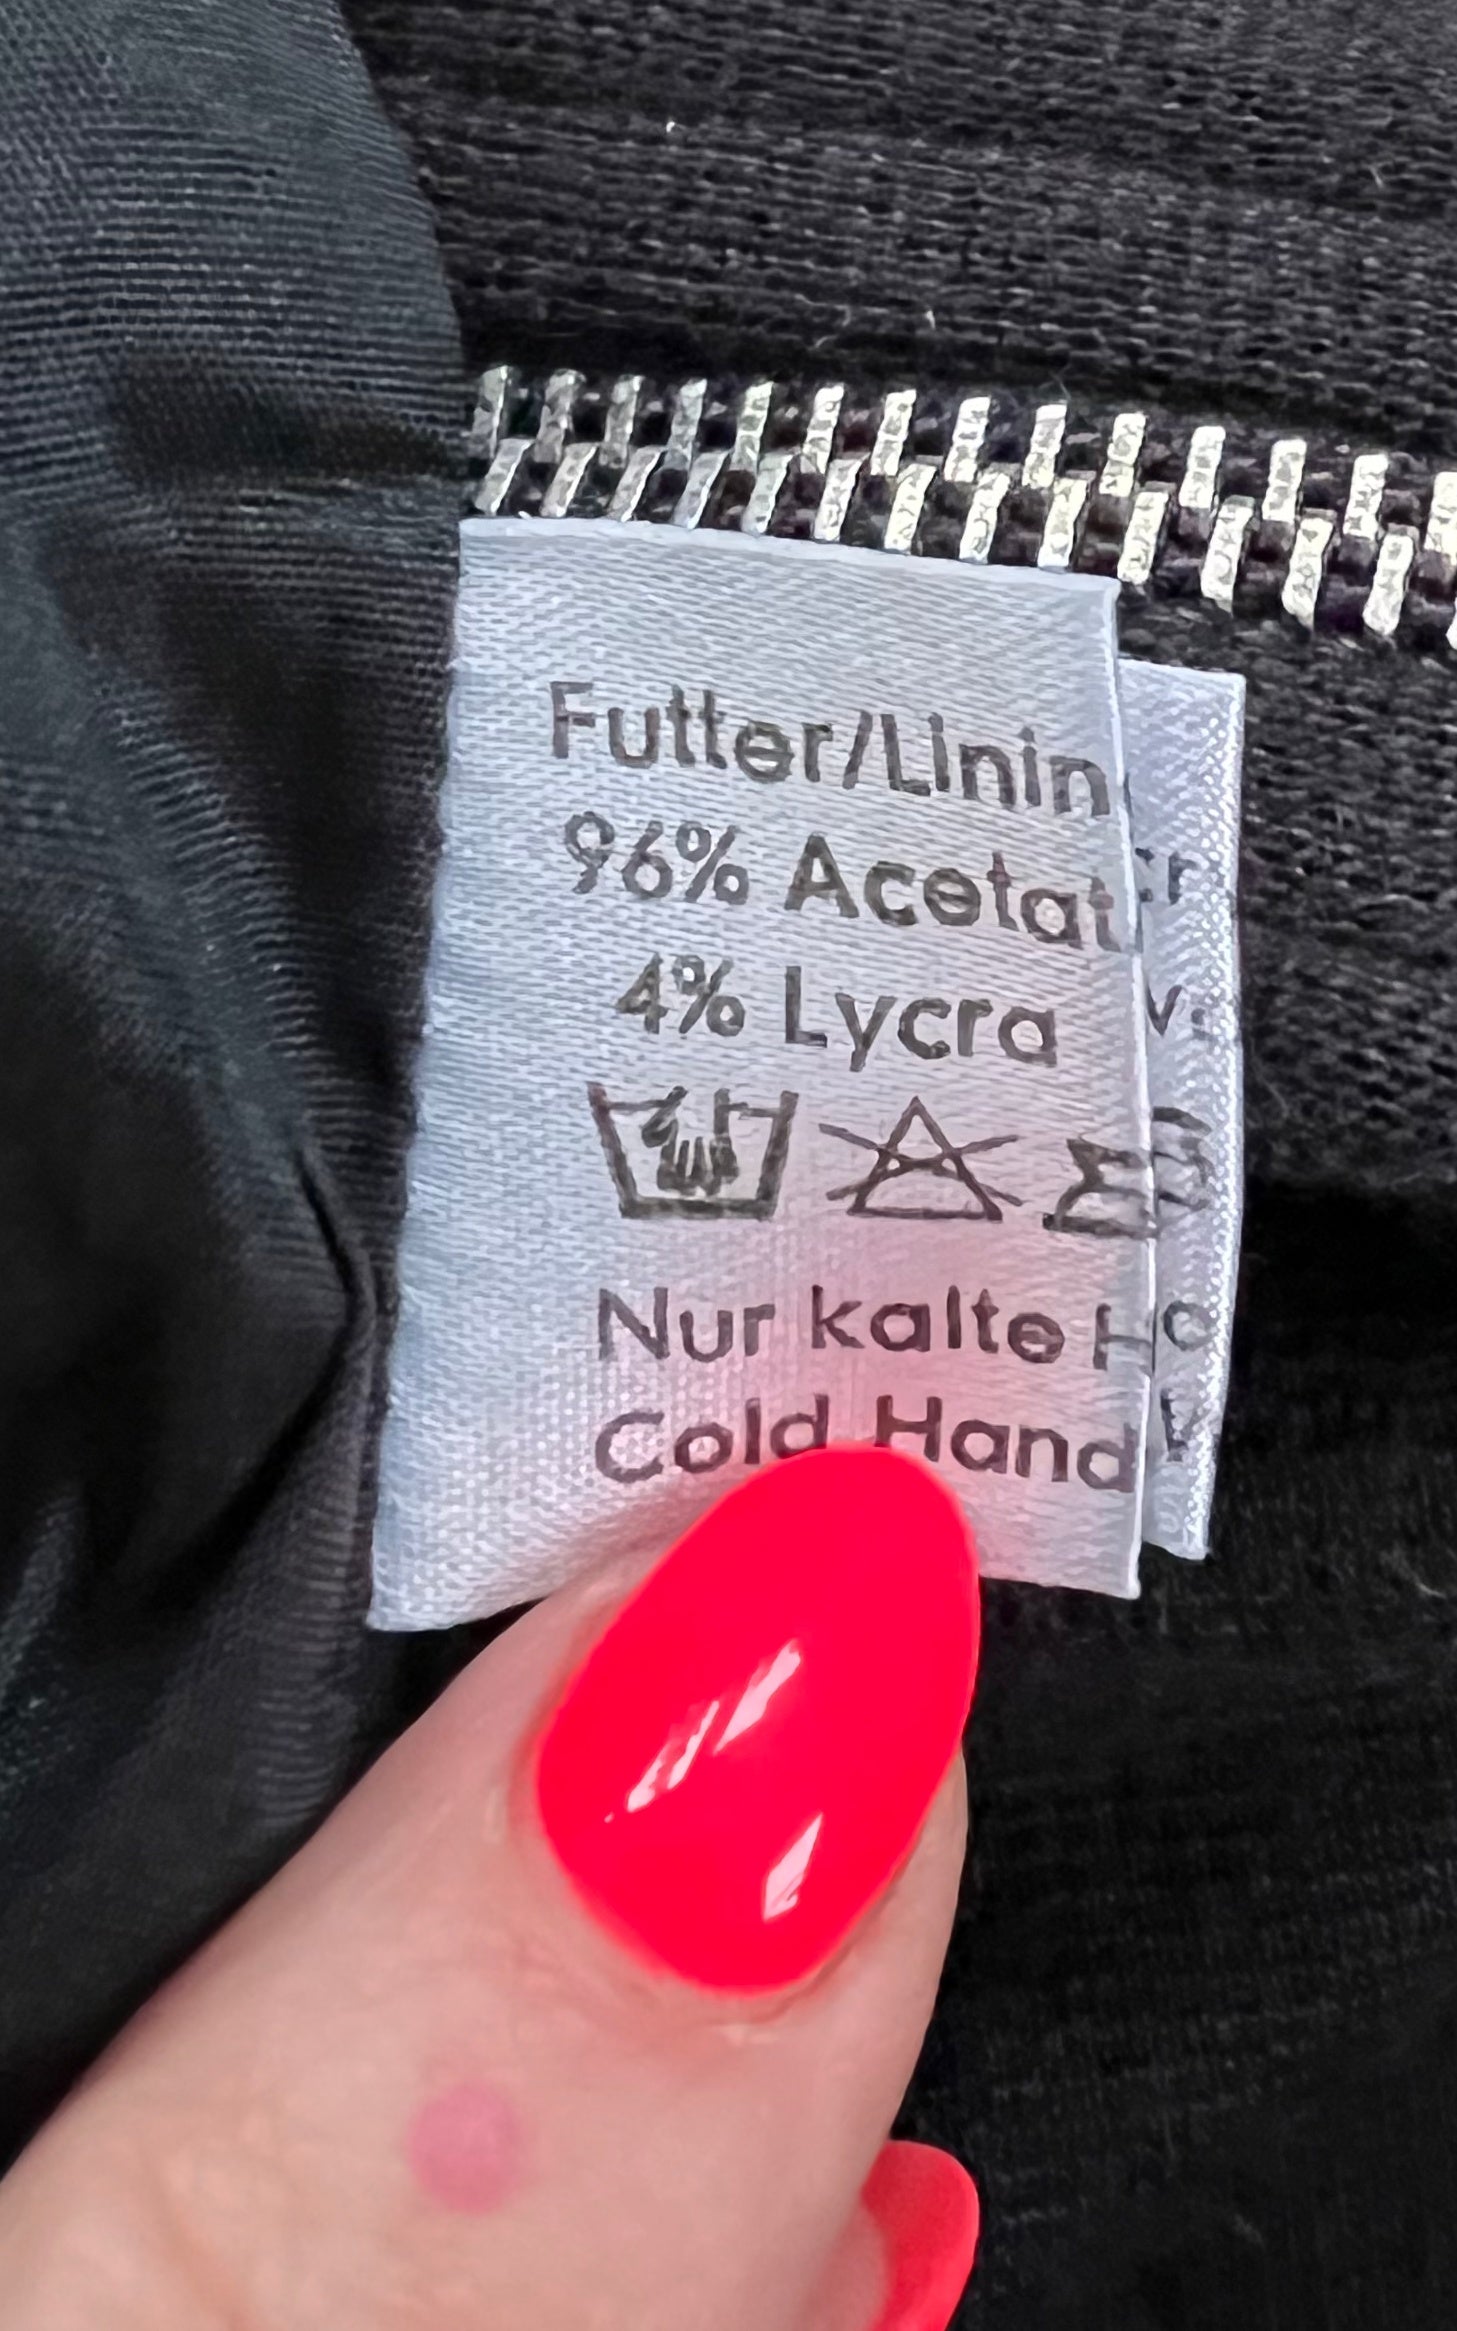 Futter/Linin
96% Acetat
4% Lycra
Nur kalte
Cold Hand